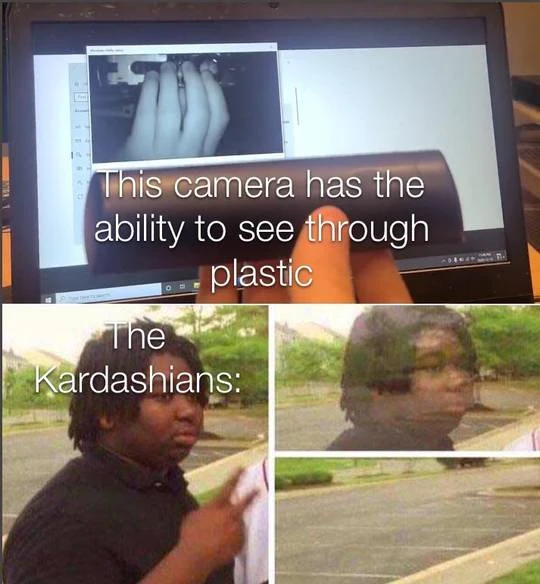 This camera has the
ability to see through
plastic
The
Kardashians: